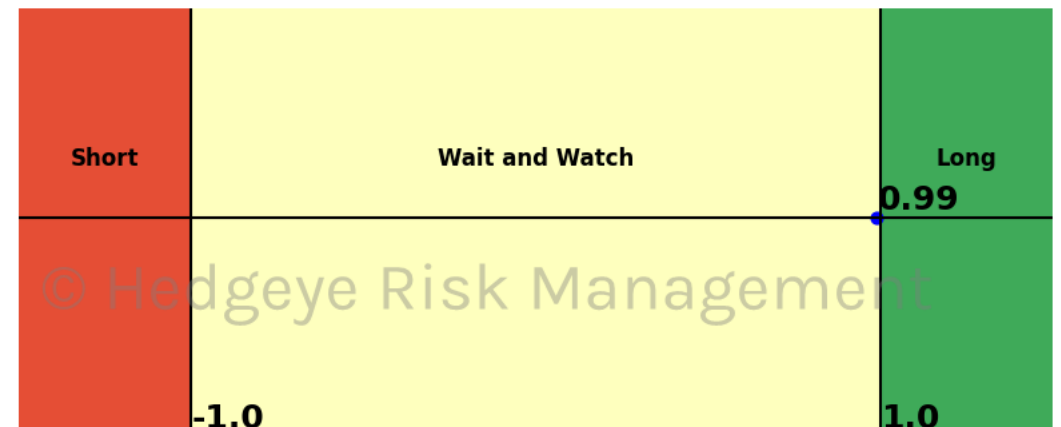 Short
Wait and Watch
Long
0.99
© Hedgeye Risk Management
-1.0
1.0